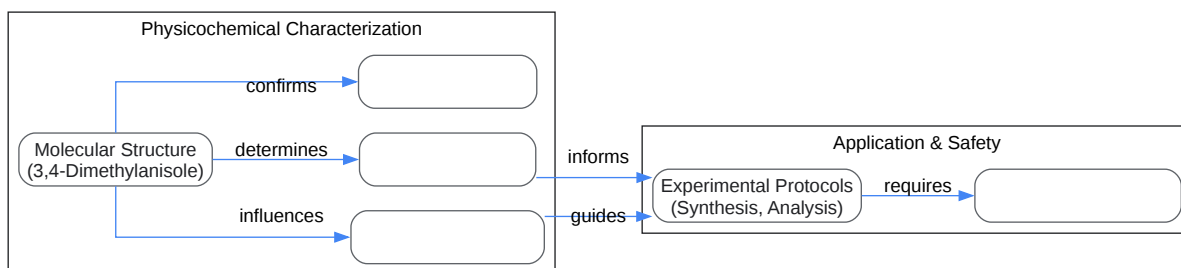 Physicochemical Characterization
confirms
Molecular Structure
(3,4-Dimethylanisole)
determines
influences
informs
guides
Application & Safety
Experimental Protocols
(Synthesis, Analysis)
requires